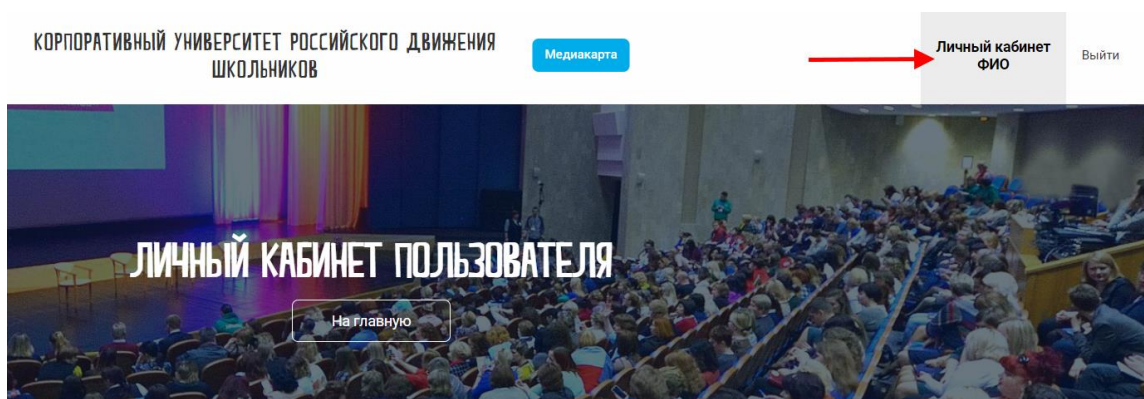 КОРПОРАТИВНЫЙ УНИВЕРСИТЕТ РОССИЙСКОГО ДВИЖЕНИЯ
ШКОЛЬНИКОВ
Медиакарта
Личный кабинет
ФИО
Выйти
ЛИЧНЫЙ КАБИНЕТ ПОЛЬЗОВАТЕЛЯ
На главную